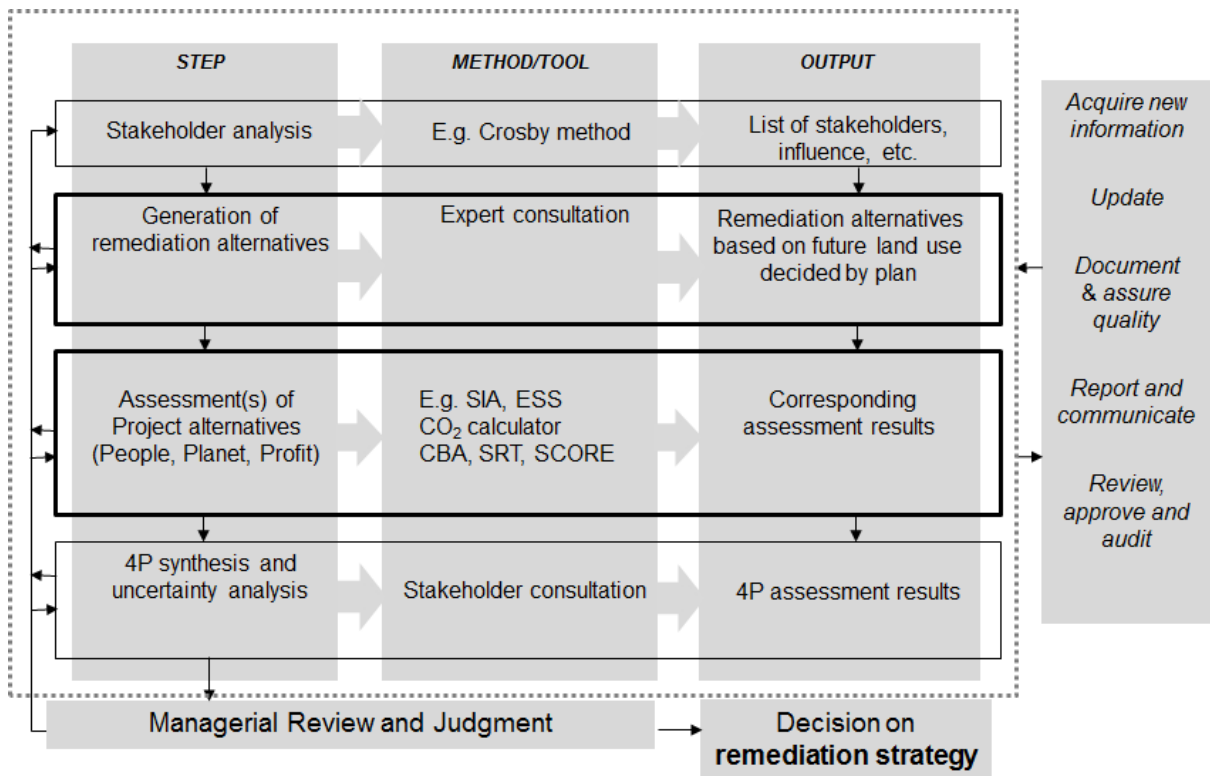 STEP
METHOD/TOOL
OUTPUT
Stakeholder analysis
E.g. Crosby method
List of stakeholders,
influence, etc.
Generation of
remediation alternatives
Expert consultation
Remediation alternatives
based on future land use
decided by plan
Assessment(s) of
Project alternatives
(People, Planet, Profit)
E.g. SIA, ESS
CO₂ calculator
CBA, SRT, SCORE
Corresponding
assessment results
4P synthesis and
uncertainty analysis
Stakeholder consultation
4P assessment results
Managerial Review and Judgment
Decision on
remediation strategy
Acquire new
information
Update
Document
& assure
quality
Report and
communicate
Review,
approve and
audit